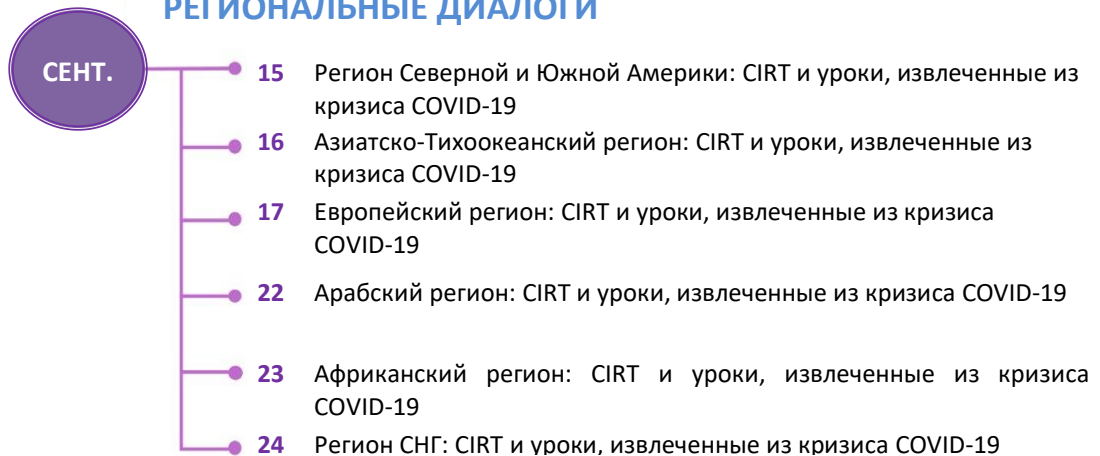 РЕГИОНАЛЬНЫЕ ДИАЛОГИ
СЕНТ.
15 Регион Северной и Южной Америки: CIRT и уроки, извлеченные из
кризиса COVID-19
16 Азиатско-Тихоокеанский регион: CIRT и уроки, извлеченные из
кризиса COVID-19
17 Европейский регион: CIRT и уроки, извлеченные из кризиса
COVID-19
22 Арабский регион: CIRT и уроки, извлеченные из кризиса COVID-19
23 Африканский регион: CIRT и уроки, извлеченные из кризиса
COVID-19
24 Регион СНГ: CIRT и уроки, извлеченные из кризиса COVID-19